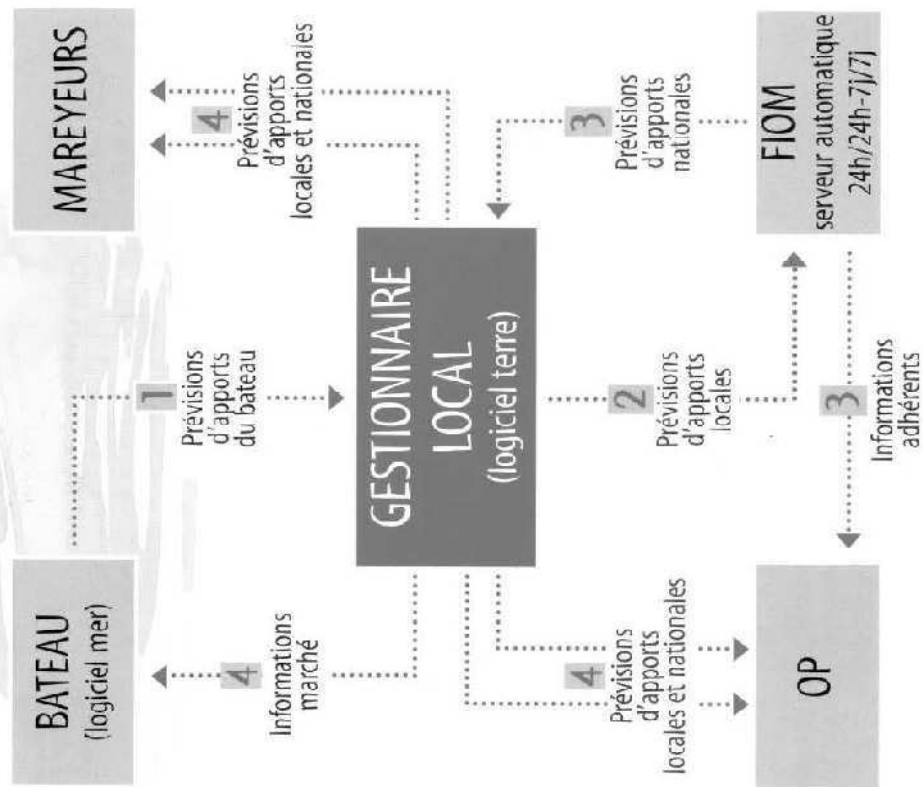 BATEAU
(logiciel mer)
MAREYEURS
1
Prévisions
d'apports
du bateau
4
Informations
marché
4
Prévisions
d'apports
locales et nationales
GESTIONNAIRE
LOCAL
(logiciel terre)
4
Prévisions
d'apports
locales et nationales
2
Prévisions
d'apports
locales
3
Prévisions
d'apports
nationales
OP
3
Informations
adhérents
FIOM
serveur automatique
24h/24h-7j/7j